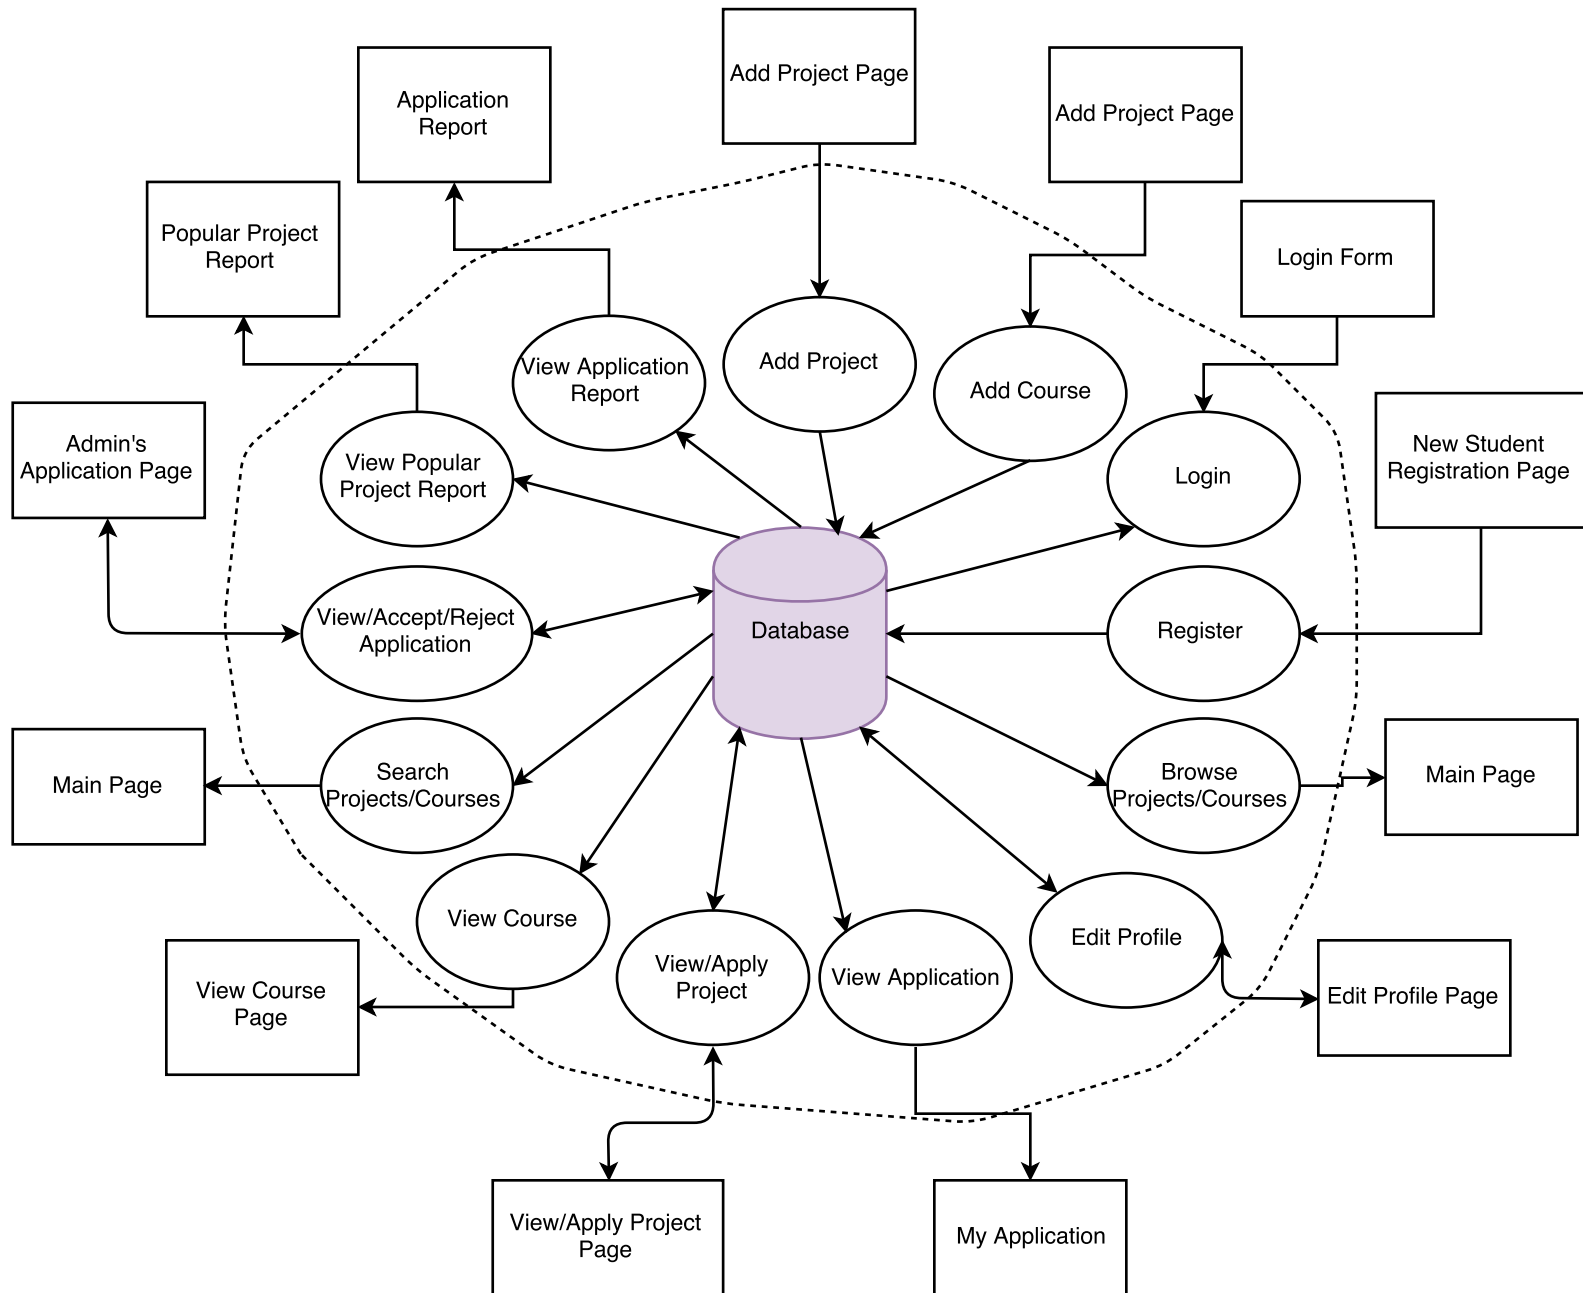 Add Project Page
Application
Report
Add Project Page
Popular Project
Report
Login Form
View Application
Report
Add Project
Add Course
Admin's
Application Page
View Popular
Project Report
Login
New Student
Registration Page
View/Accept/Reject
Application
Database
Register
Main Page
Search
Projects/Courses
Browse
Projects/Courses
Main Page
View Course
View/Apply
Project
View Application
Edit Profile
View Course
Page
Edit Profile Page
View/Apply Project
Page
My Application